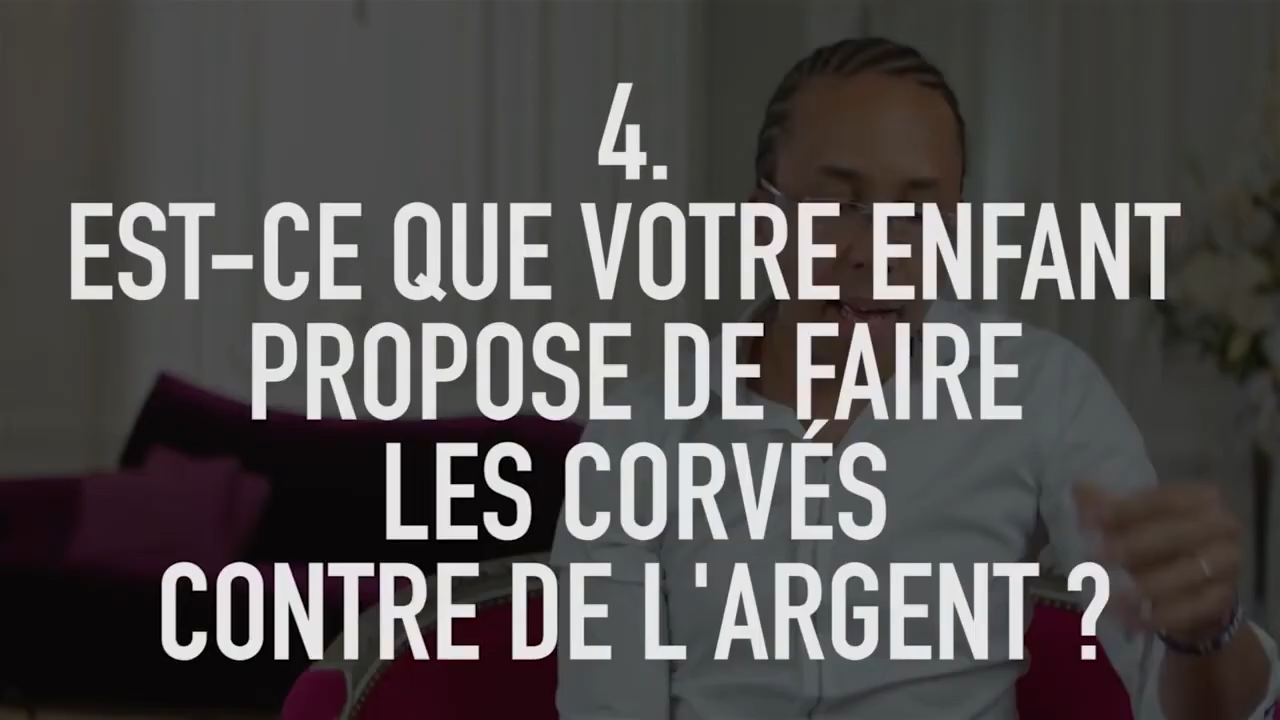 4.
EST-CE QUE VOTRE ENFANT
PROPOSE DE FAIRE
LES CORVÉS
CONTRE DE L'ARGENT ?